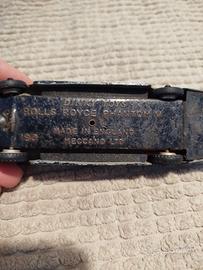 DINKY TOYS
ROLLS ROYCE PHANTOM V
MADE IN ENGLAND
MECCANO LTD